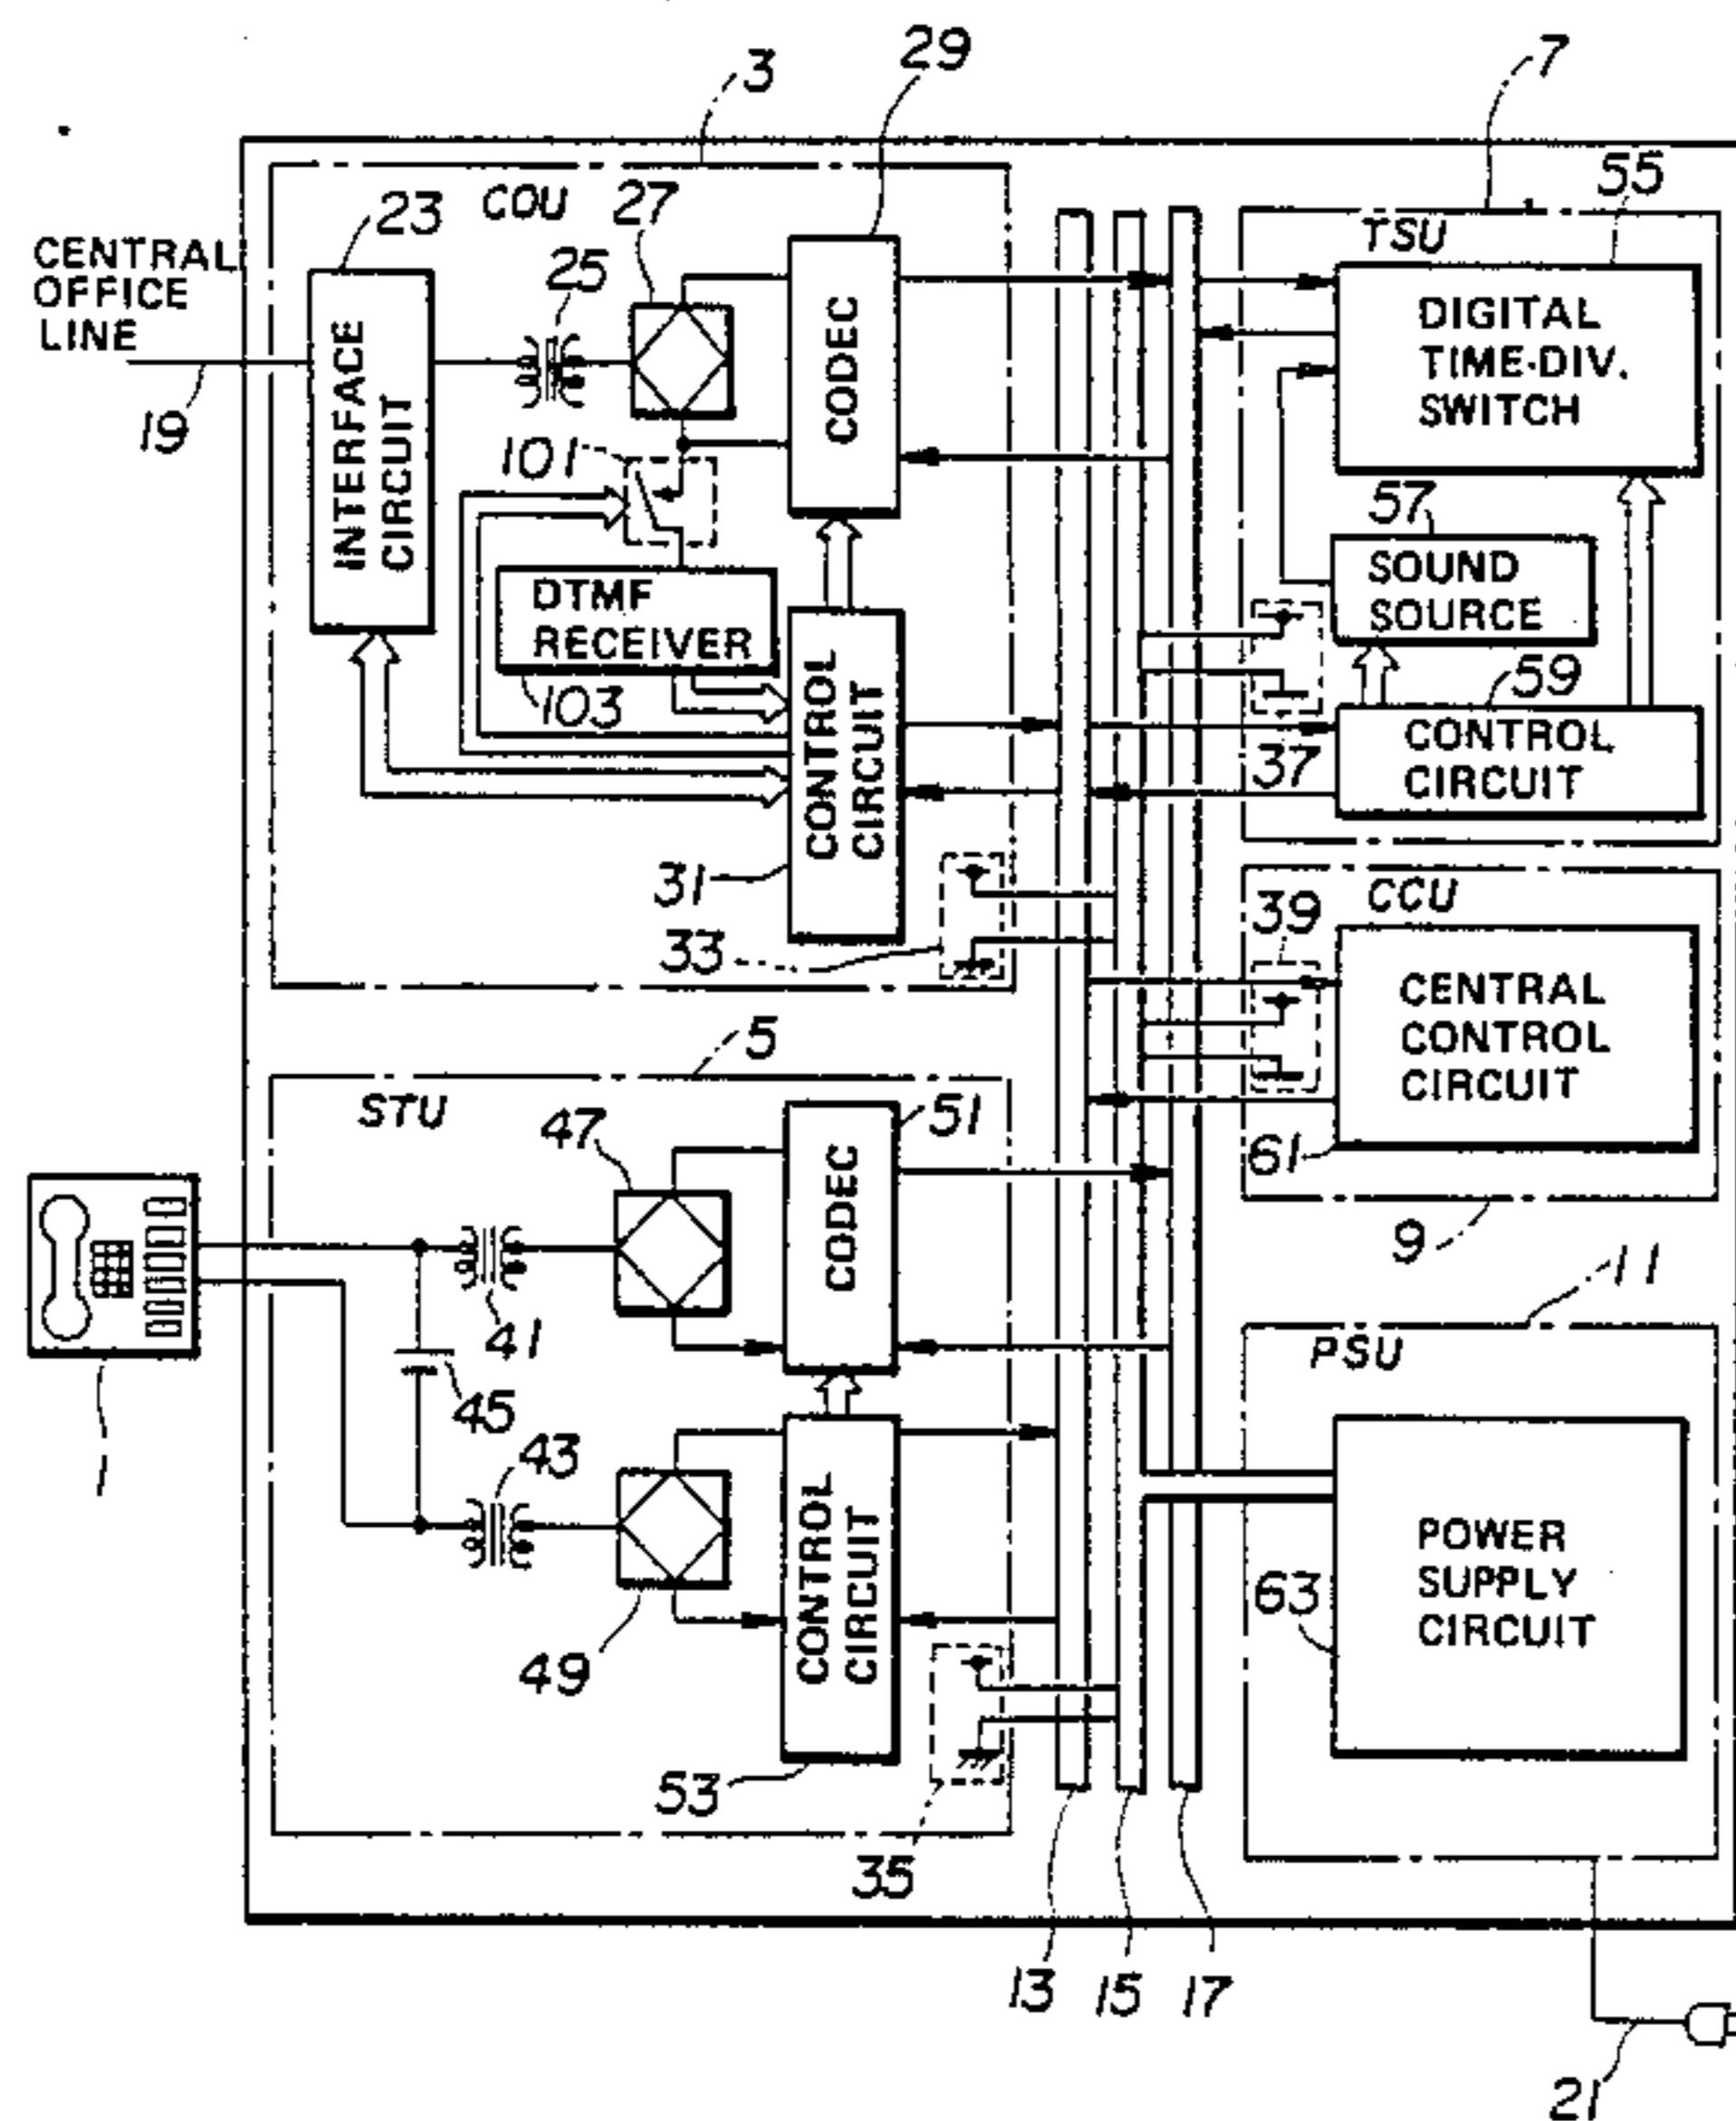 3
29
7
COU
27
23
25
55
TSU
CENTRAL
OFFICE
LINE
19
INTERFACE
CIRCUIT
CODEC
DIGITAL
TIME-DIV.
SWITCH
101
57
SOUND
SOURCE
DTMF
RECEIVER
103
CONTROL
CIRCUIT
59
37
CONTROL
CIRCUIT
31
33
CCU
39
CENTRAL
CONTROL
CIRCUIT
61
9
5
STU
47
51
CODEC
41
45
1
43
49
CONTROL
CIRCUIT
53
35
11
PSU
POWER
SUPPLY
CIRCUIT
63
13
15
17
21